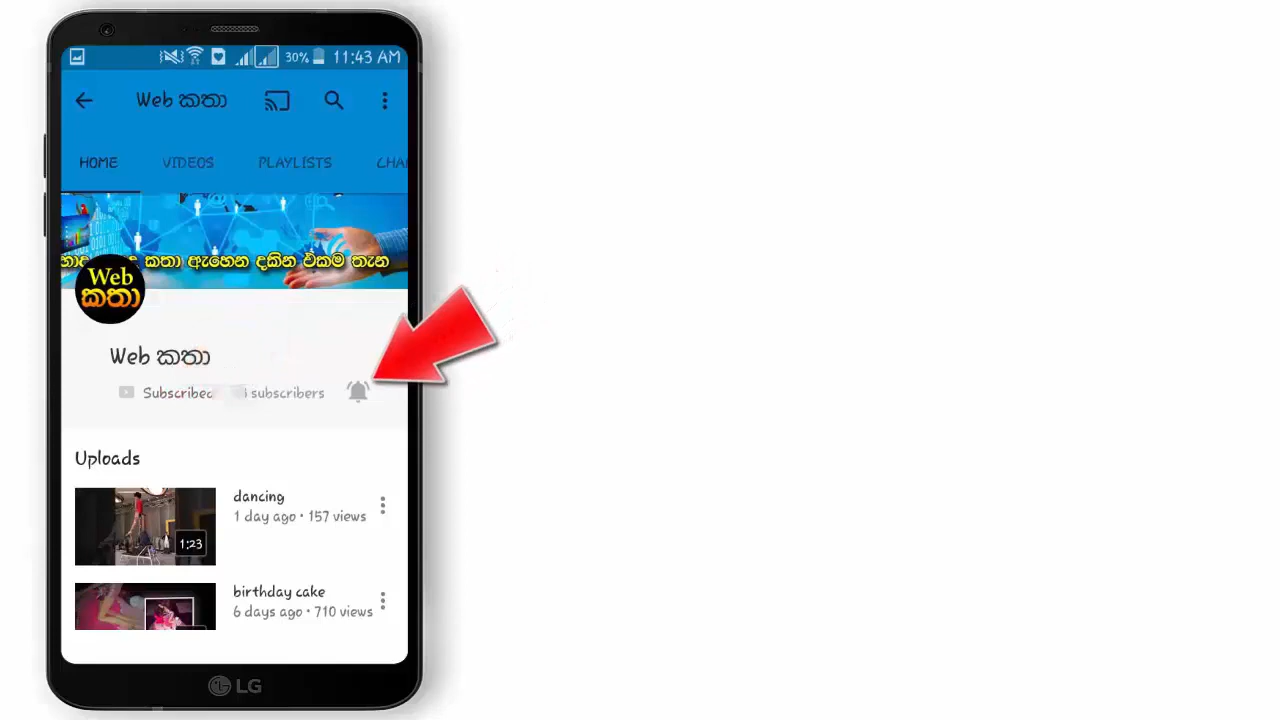 30% 11:43 AM
Web කතා
HOME VIDEOS PLAYLISTS CHA
කතා ඇහෙන දකින එකම තැන
Web
කතා
Web කතා
Subscribed subscribers
Uploads
dancing
1 day ago • 157 views
1:23
birthday cake
6 days ago • 710 views
LG